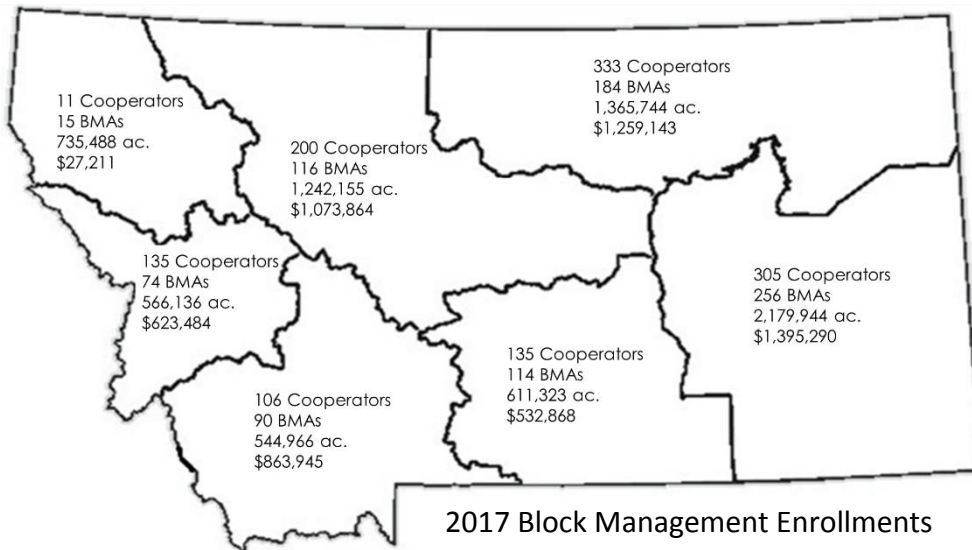 333 Cooperators
184 BMAs
1,365,744 ac.
$1,259,143
11 Cooperators
15 BMAs
735,488 ac.
$27,211
200 Cooperators
116 BMAs
1,242,155 ac.
$1,073,864
135 Cooperators
74 BMAs
566,136 ac.
$623,484
305 Cooperators
256 BMAs
2,179,944 ac.
$1,395,290
135 Cooperators
114 BMAs
611,323 ac.
$532,868
106 Cooperators
90 BMAs
544,966 ac.
$863,945
2017 Block Management Enrollments